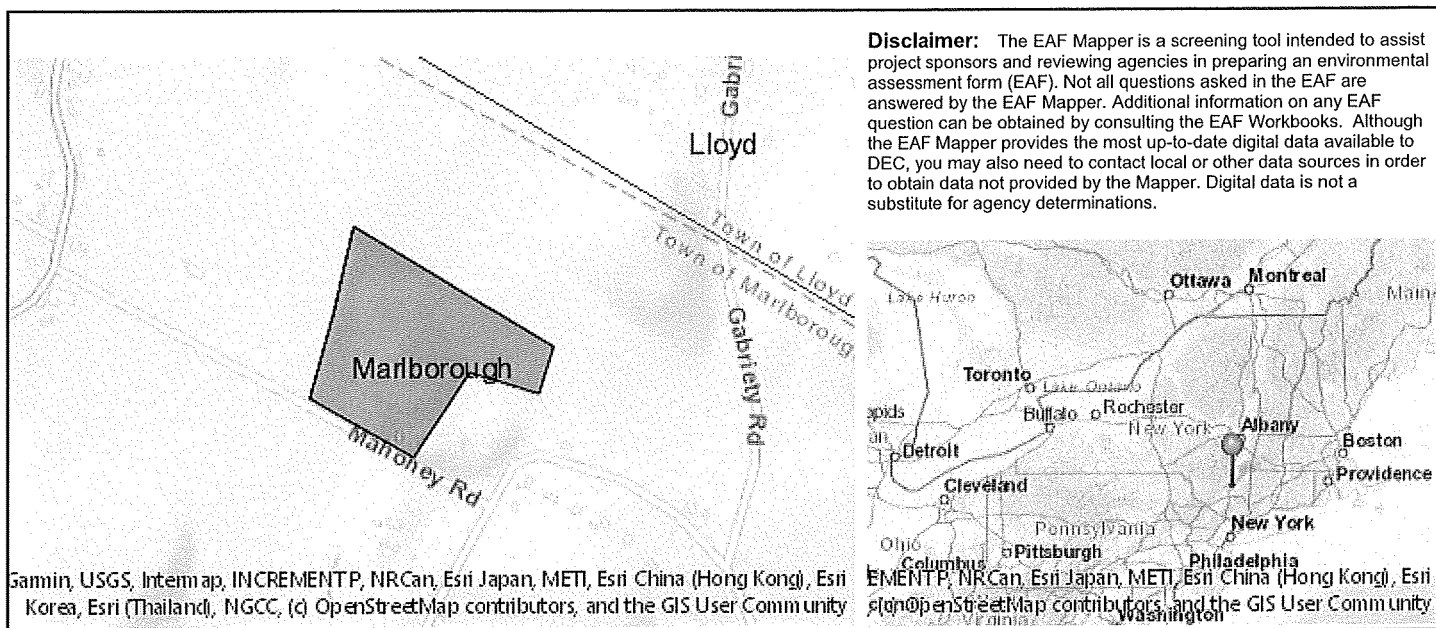 Disclaimer: The EAF Mapper is a screening tool intended to assist
project sponsors and reviewing agencies in preparing an environmental
assessment form (EAF). Not all questions asked in the EAF are
answered by the EAF Mapper. Additional information on any EAF
question can be obtained by consulting the EAF Workbooks. Although
the EAF Mapper provides the most up-to-date digital data available to
DEC, you may also need to contact local or other data sources in order
to obtain data not provided by the Mapper. Digital data is not a
substitute for agency determinations.
Gabri
Lloyd
Town of Lloyd
Town of Marlboroug
Gabriety Rd
Marlborough
Mahoney Rd
Garmin, USGS, Intermap, INCREMENT P, NRCan, Esri Japan, METI, Esri China (Hong Kong), Esri
Korea, Esri (Thailand), NGCC, (c) OpenStreetMap contributors, and the GIS User Community
Ottawa
Montreal
Main
Lake Huron
Toronto
Lake Ontario
apids
Buffalo
Rochester
New York
Albany
Boston
Detroit
Providence
Cleveland
New York
Pennsylvania
Ohio
Pittsburgh
Philadelphia
Columbus
EMENT P, NRCan, Esri Japan, METI, Esri China (Hong Kong), Esri
OpenStreetMap contributors, and the GIS User Community
Virginia
Washington